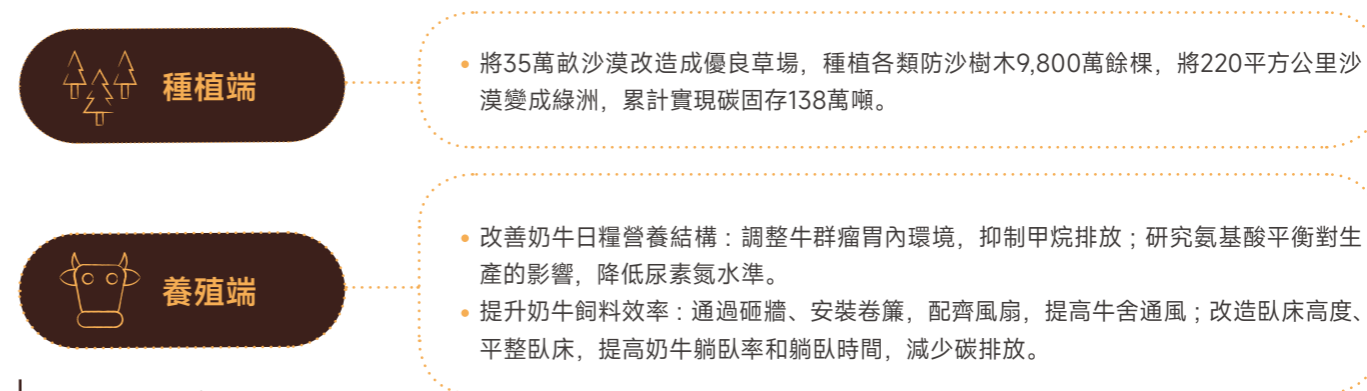 種植端
• 將35萬畝沙漠改造成優良草場，種植各類防沙樹木9,800萬餘棵，將220平方公里沙
漠變成綠洲，累計實現碳固存138萬噸。
養殖端
• 改善奶牛日糧營養結構：調整牛群瘤胃內環境，抑制甲烷排放；研究氨基酸平衡對生
產的影響，降低尿素氮水準。
• 提升奶牛飼料效率：通過砸牆、安裝卷簾，配齊風扇，提高牛舍通風；改造臥床高度、
平整臥床，提高奶牛躺臥率和躺臥時間，減少碳排放。